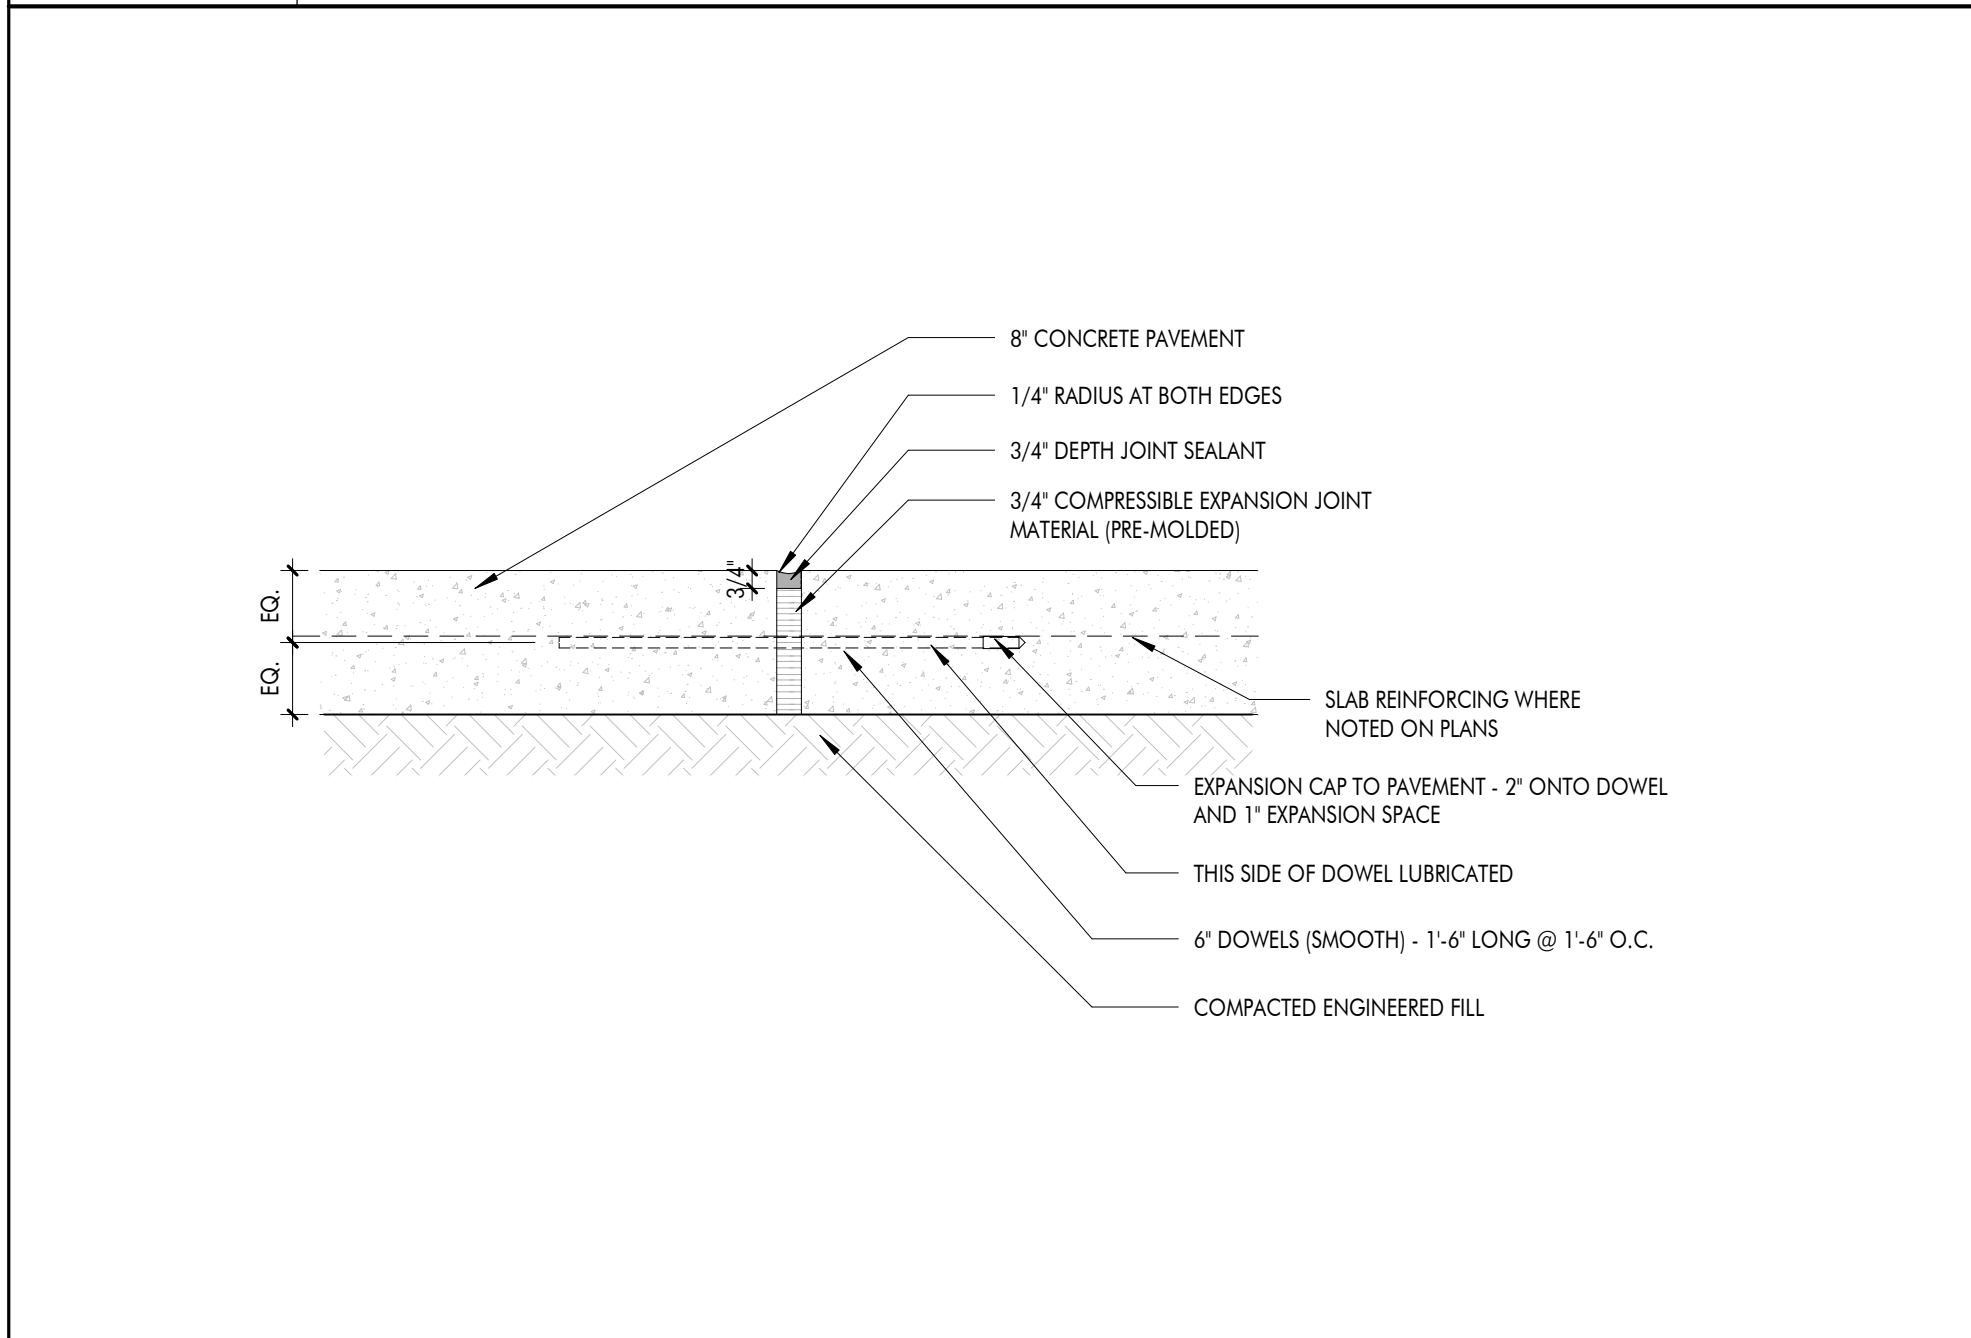 8" CONCRETE PAVEMENT
1/4" RADIUS AT BOTH EDGES
3/4" DEPTH JOINT SEALANT
3/4" COMPRESSIBLE EXPANSION JOINT
MATERIAL (PRE-MOLDED)
3/4"
EQ.
EQ.
SLAB REINFORCING WHERE
NOTED ON PLANS
EXPANSION CAP TO PAVEMENT - 2" ONTO DOWEL
AND 1" EXPANSION SPACE
THIS SIDE OF DOWEL LUBRICATED
6" DOWELS (SMOOTH) - 1'-6" LONG @ 1'-6" O.C.
COMPACTED ENGINEERED FILL